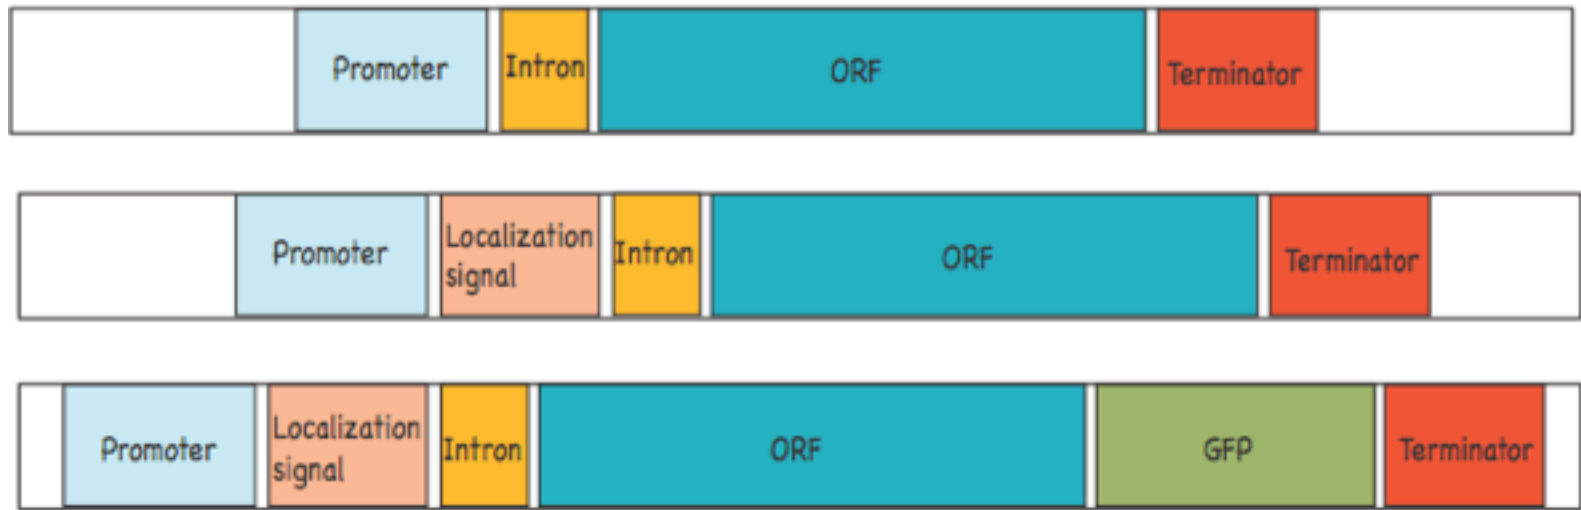 Promoter
Intron
ORF
Terminator
Promoter
Localization
signal
Intron
ORF
Terminator
Promoter
Localization
signal
Intron
ORF
GFP
Terminator